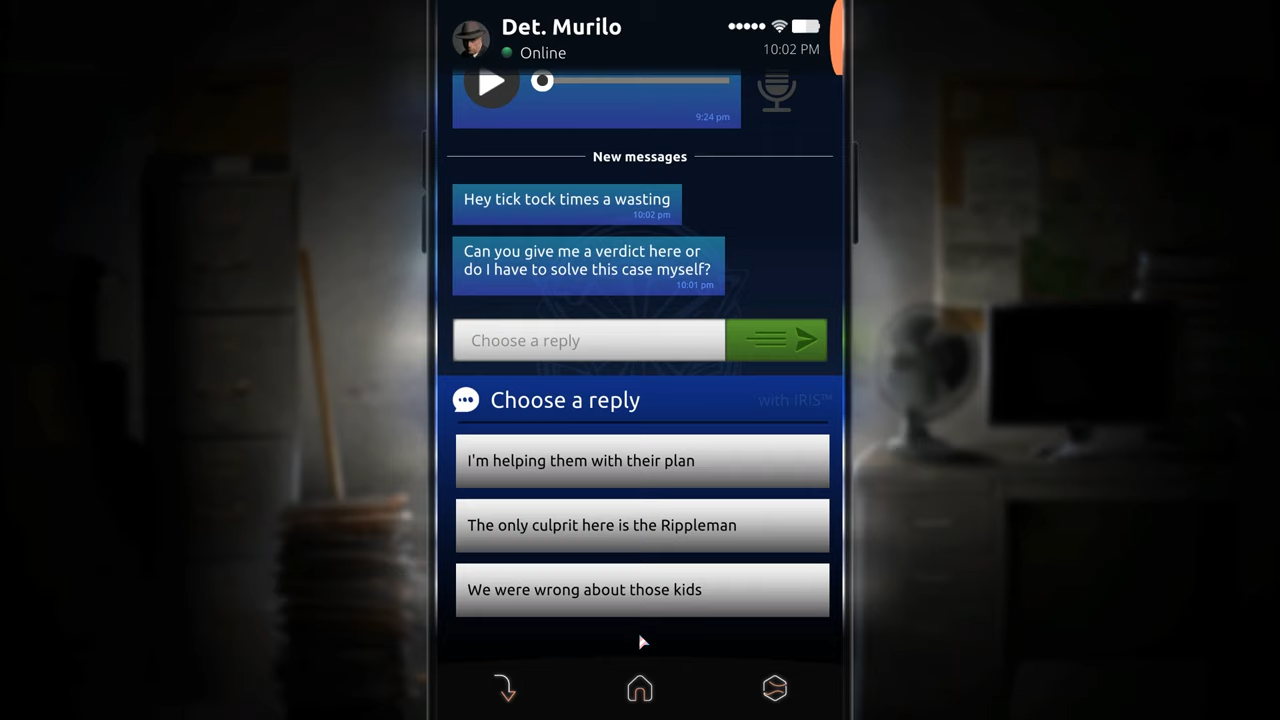 Det. Murilo
Online
10:02 PM
9:24 pm
New messages
Hey tick tock times a wasting
10:02 pm
Can you give me a verdict here or
do I have to solve this case myself?
10:01 pm
Choose a reply
Choose a reply
with IRIS™
I'm helping them with their plan
The only culprit here is the Rippleman
We were wrong about those kids